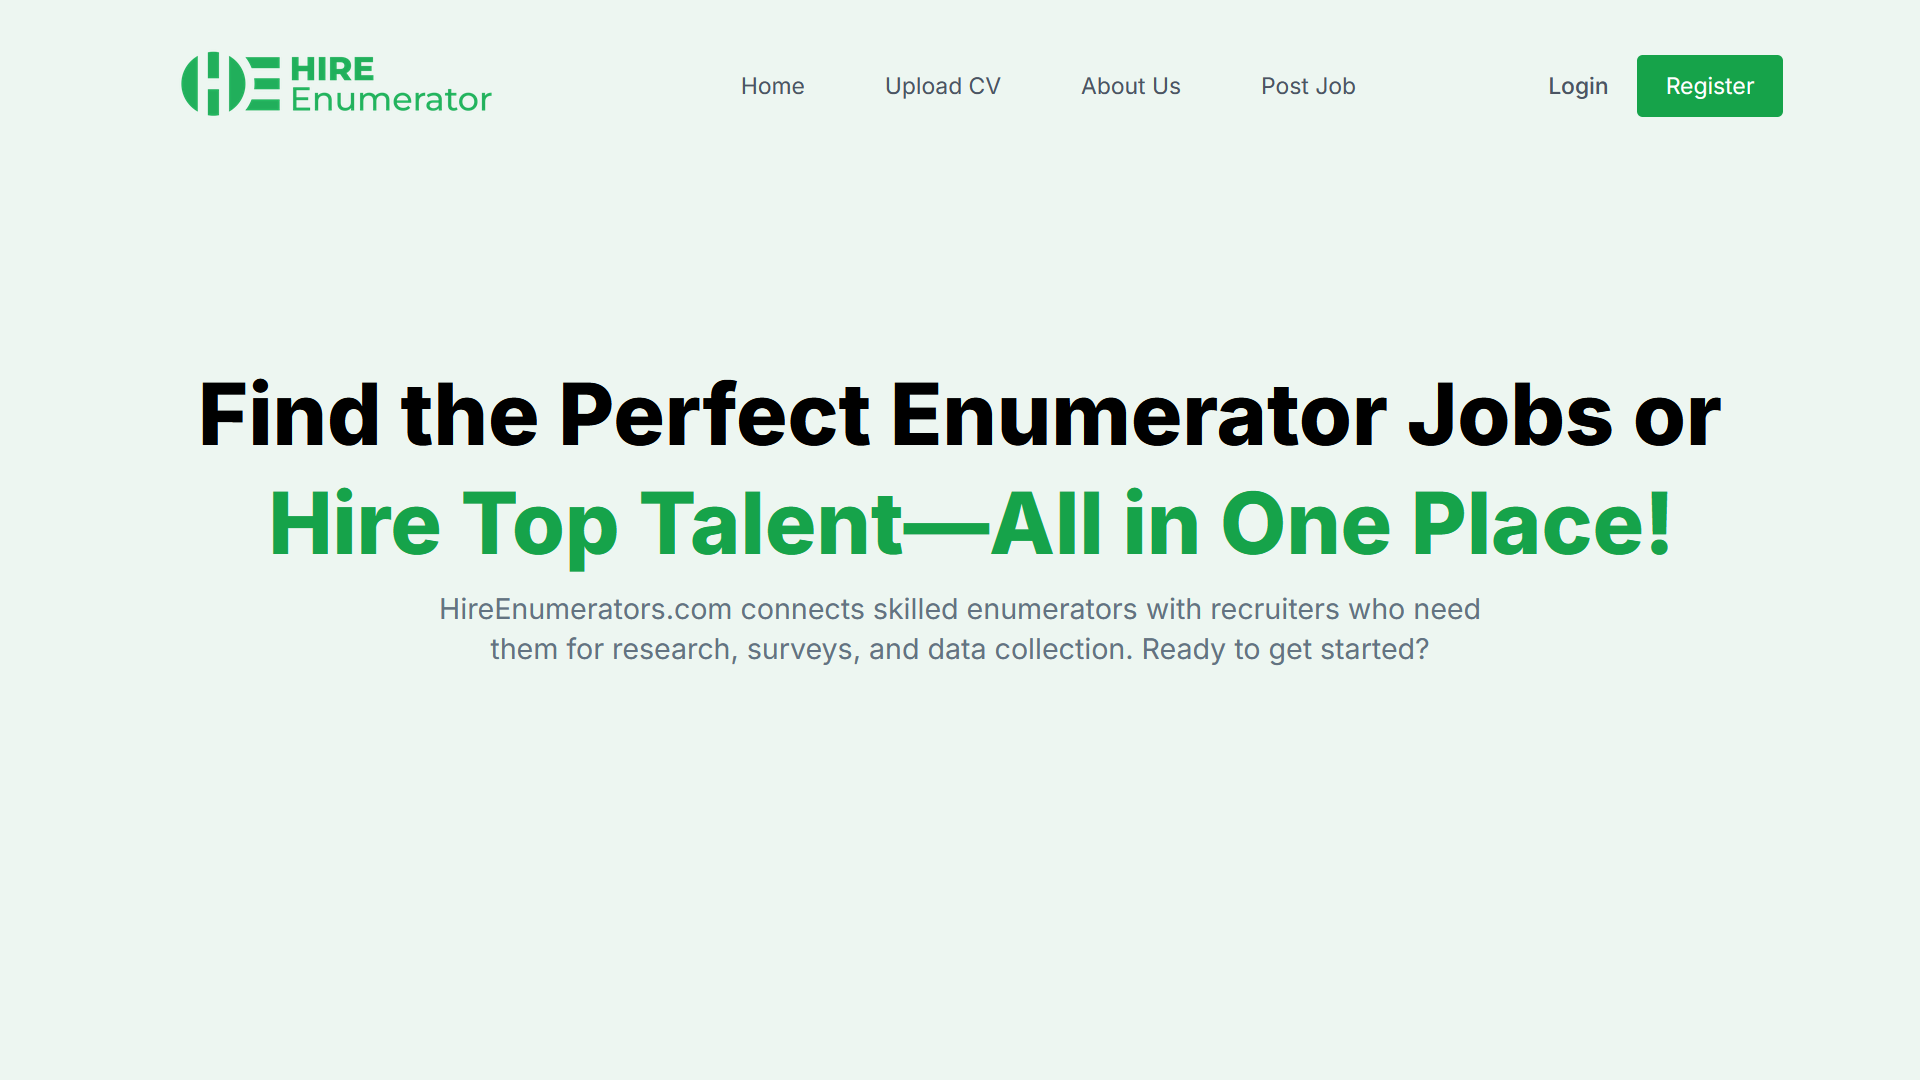 HIRE
Enumerator
Home
Upload CV
About Us
Post Job
Login
Register
Find the Perfect Enumerator Jobs or
Hire Top Talent—All in One Place!
HireEnumerators.com connects skilled enumerators with recruiters who need
them for research, surveys, and data collection. Ready to get started?